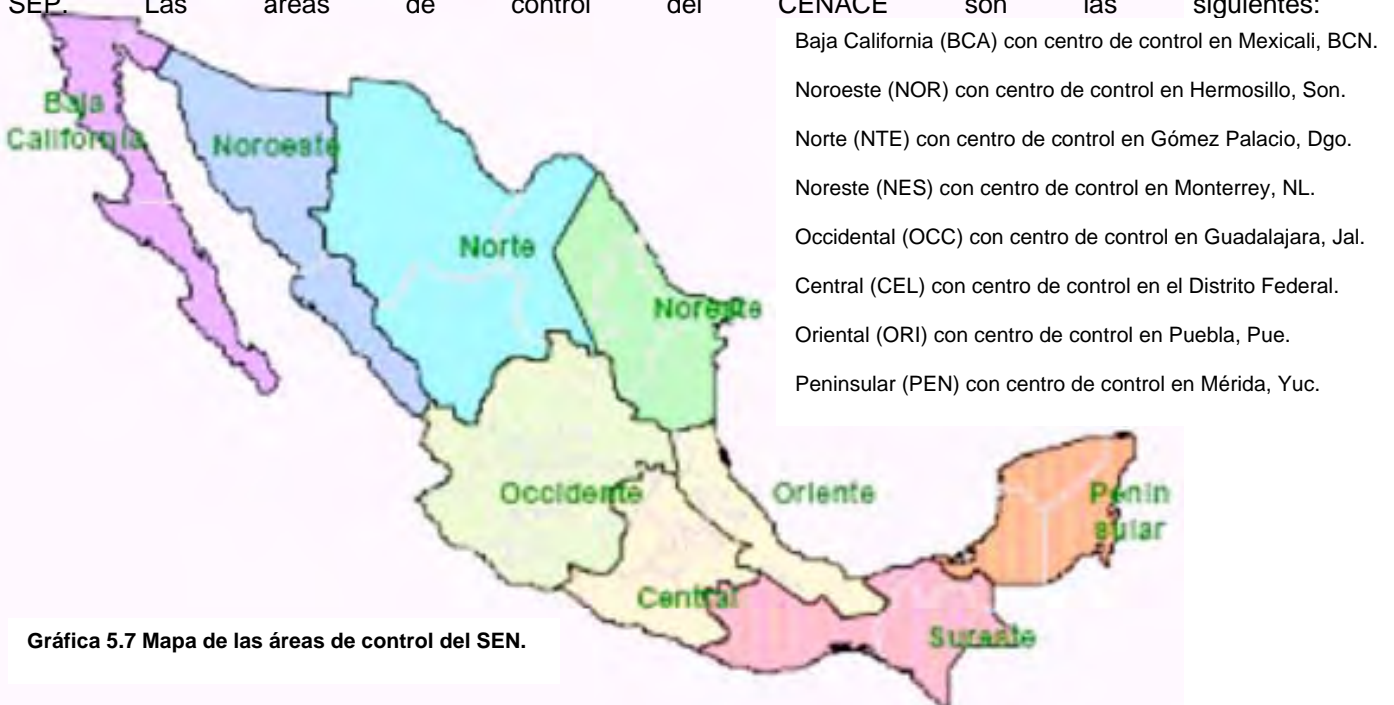 SEP. Las áreas de control del CENACE son las siguientes:
Baja California (BCA) con centro de control en Mexicali, BCN.
Noroeste (NOR) con centro de control en Hermosillo, Son.
Norte (NTE) con centro de control en Gómez Palacio, Dgo.
Noreste (NES) con centro de control en Monterrey, NL.
Occidental (OCC) con centro de control en Guadalajara, Jal.
Central (CEL) con centro de control en el Distrito Federal.
Oriental (ORI) con centro de control en Puebla, Pue.
Peninsular (PEN) con centro de control en Mérida, Yuc.
Baja
California
Noroeste
Norte
Noreste
Occidente
Oriente
Penin
sular
Central
Sureste
Gráfica 5.7 Mapa de las áreas de control del SEN.